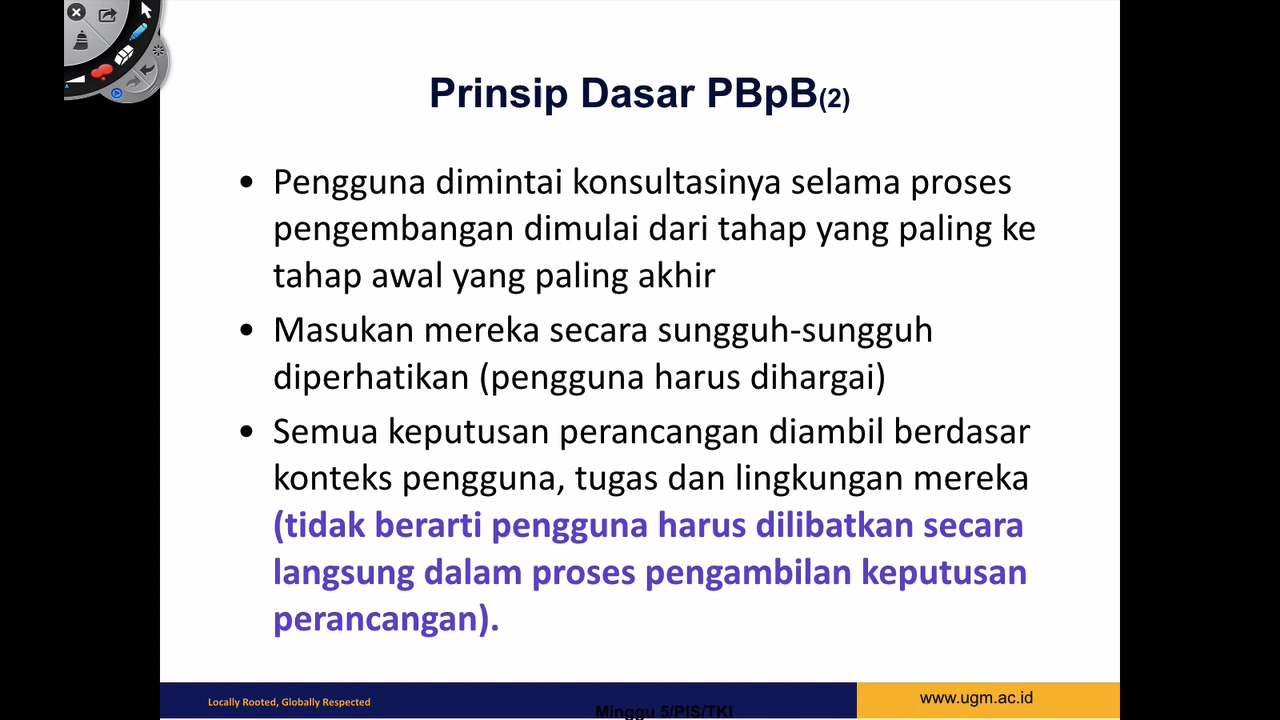 Prinsip Dasar PBpB(2)
• Pengguna dimintai konsultasinya selama proses
pengembangan dimulai dari tahap yang paling ke
tahap awal yang paling akhir
• Masukan mereka secara sungguh-sungguh
diperhatikan (pengguna harus dihargai)
• Semua keputusan perancangan diambil berdasar
konteks pengguna, tugas dan lingkungan mereka
(tidak berarti pengguna harus dilibatkan secara
langsung dalam proses pengambilan keputusan
perancangan).
Locally Rooted, Globally Respected
Minggu 5/PIS/TKI
www.ugm.ac.id